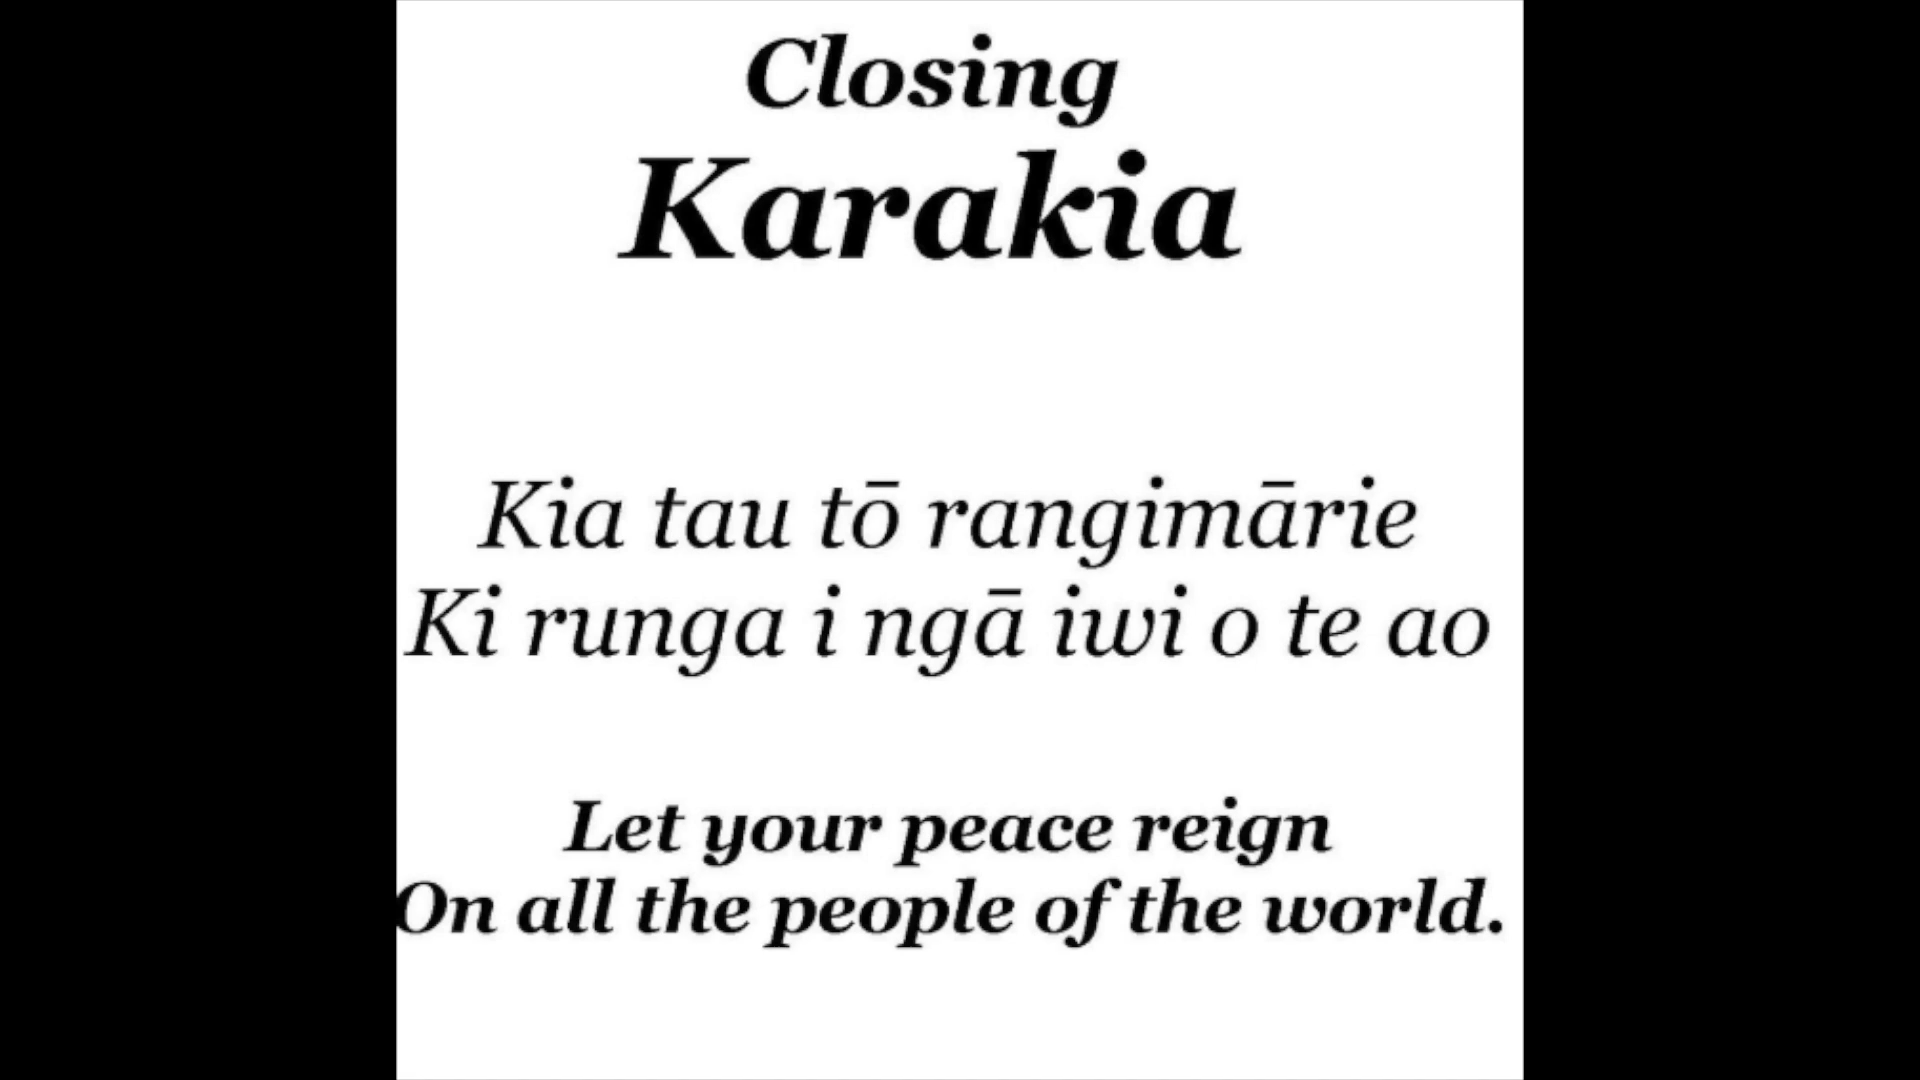 Closing
Karakia
Kia tau tō rangimārie
Ki runga i ngā iwi o te ao
Let your peace reign
On all the people of the world.